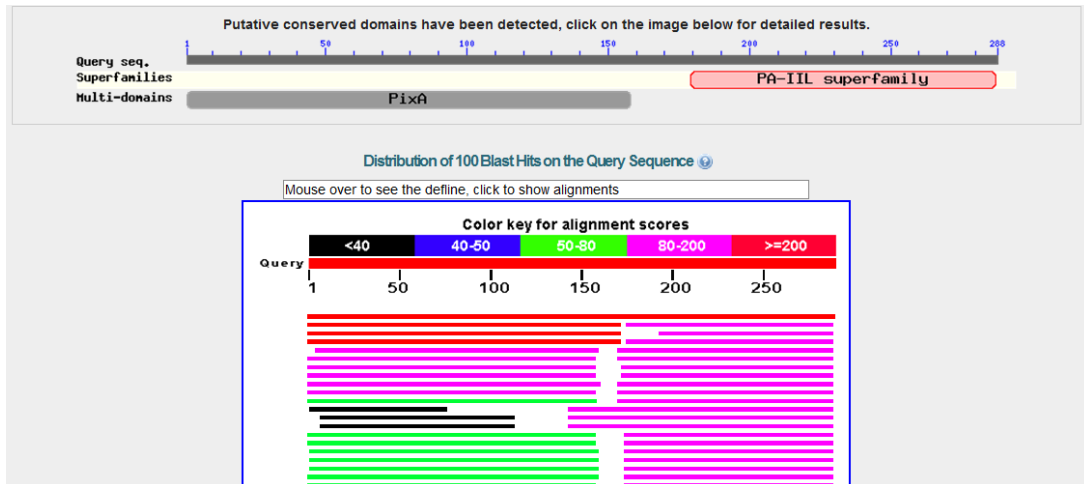 Putative conserved domains have been detected, click on the image below for detailed results.
1 50 100 150 200 250 288
Query seq.
Superfamilies PA-IIL superfamily
Multi-domains PixA
Distribution of 100 Blast Hits on the Query Sequence ?
Mouse over to see the defline, click to show alignments
Color key for alignment scores
<40 40-50 50-80 80-200 >=200
Query
1 50 100 150 200 250